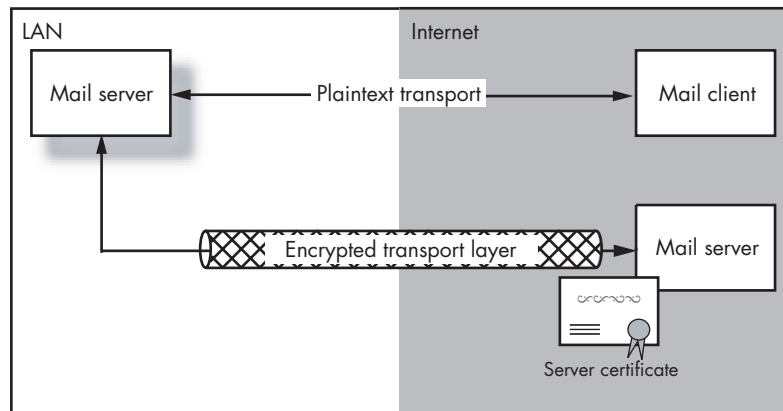 LAN
Internet
Mail server
Plaintext transport
Mail client
Encrypted transport layer
Mail server
Server certificate